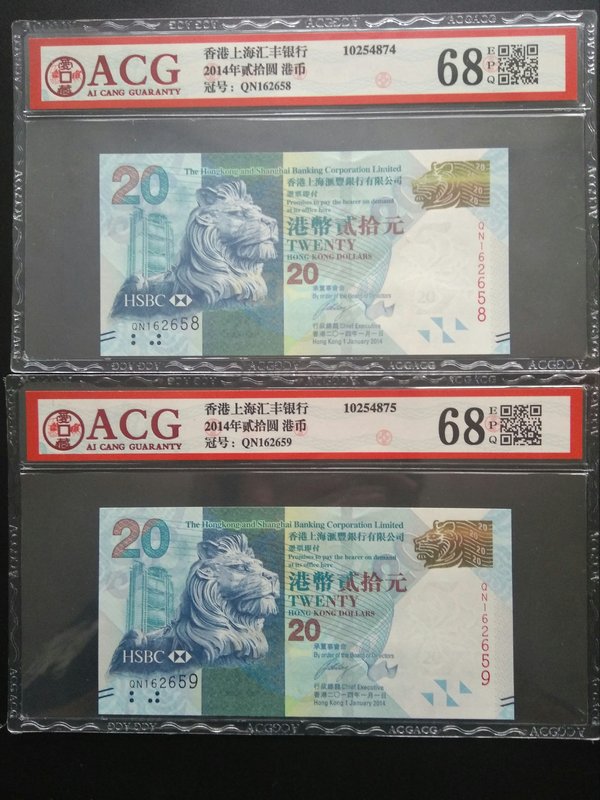 ACG
AI CANG GUARANTY
香港上海汇丰银行 10254874
2014年贰拾圆 港币
冠号：QN162658
68 EPQ
20
The Hongkong and Shanghai Banking Corporation Limited
香港上海滙豐銀行有限公司
憑票即付
Promises to pay the bearer on demand
at its office here
港幣貳拾元
TWENTY
HONG KONG DOLLARS
20
承董事會命
By order of the Board of Directors
行政總裁 Chief Executive
香港二〇一四年一月一日
Hong Kong 1 January 2014
HSBC
QN162658
QN162658
ACG
AI CANG GUARANTY
香港上海汇丰银行 10254875
2014年贰拾圆 港币
冠号：QN162659
68 EPQ
20
The Hongkong and Shanghai Banking Corporation Limited
香港上海滙豐銀行有限公司
憑票即付
Promises to pay the bearer on demand
at its office here
港幣貳拾元
TWENTY
HONG KONG DOLLARS
20
承董事會命
By order of the Board of Directors
行政總裁 Chief Executive
香港二〇一四年一月一日
Hong Kong 1 January 2014
HSBC
QN162659
QN162659